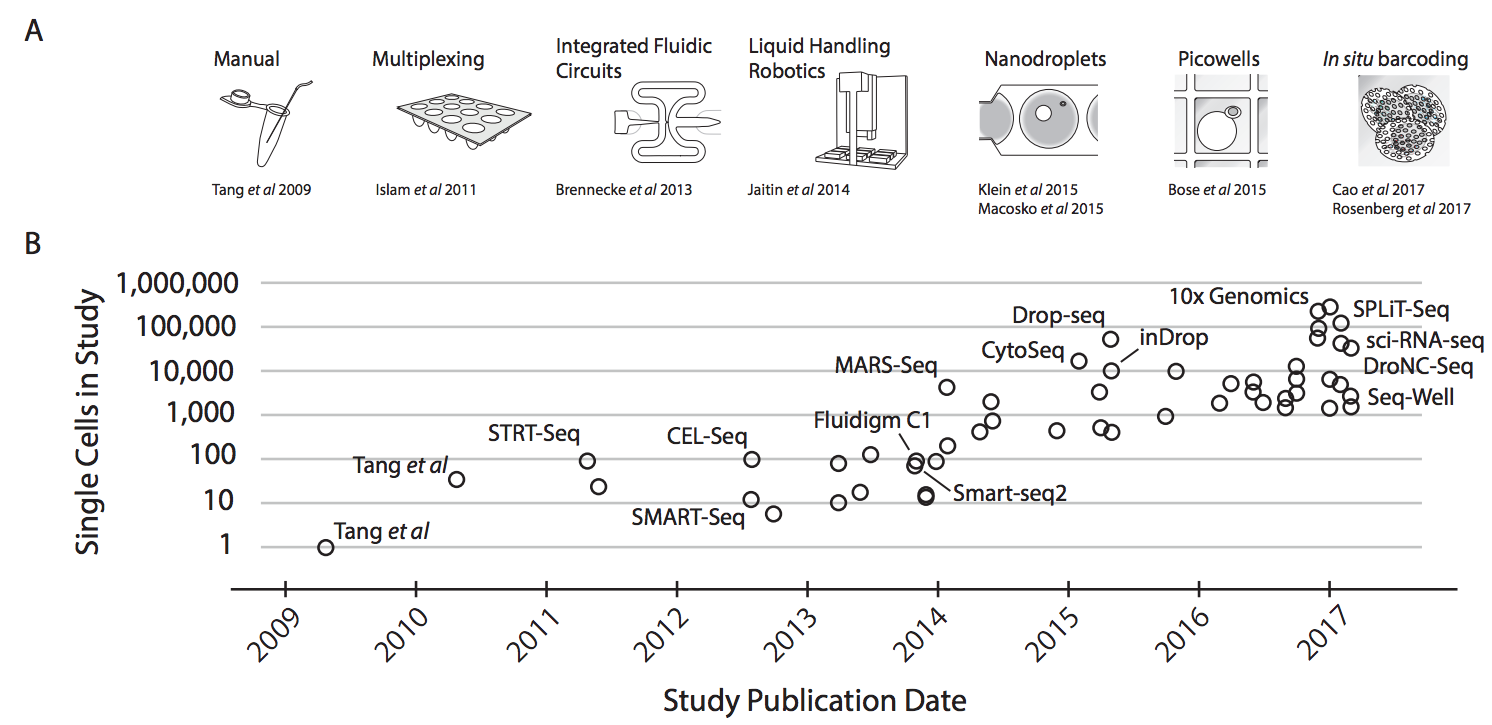 A
Manual
Multiplexing
Integrated Fluidic
Circuits
Liquid Handling
Robotics
Nanodroplets
Picowells
In situ barcoding
Tang et al 2009
Islam et al 2011
Brennecke et al 2013
Jaitin et al 2014
Klein et al 2015
Macosko et al 2015
Bose et al 2015
Cao et al 2017
Rosenberg et al 2017
B
Single Cells in Study
1,000,000
100,000
10,000
1,000
100
10
1
Tang et al
Tang et al
STRT-Seq
SMART-Seq
CEL-Seq
Fluidigm C1
Smart-seq2
MARS-Seq
CytoSeq
Drop-seq
inDrop
10x Genomics
SPLiT-Seq
sci-RNA-seq
DroNC-Seq
Seq-Well
2009
2010
2011
2012
2013
2014
2015
2016
2017
Study Publication Date